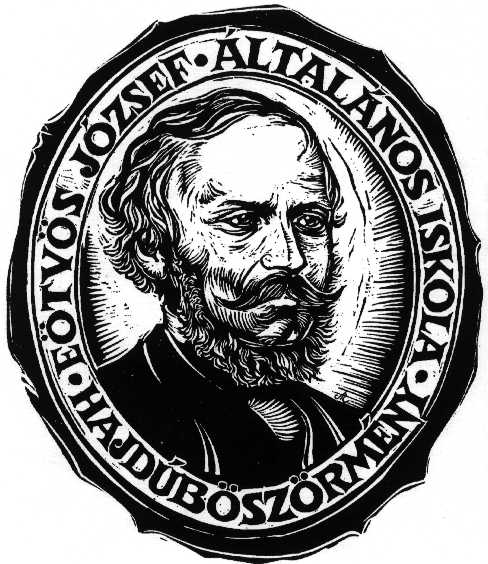 EÖTVÖS JÓZSEF • ÁLTALÁNOS ISKOLA •
HAJDÚBÖSZÖRMÉNY •